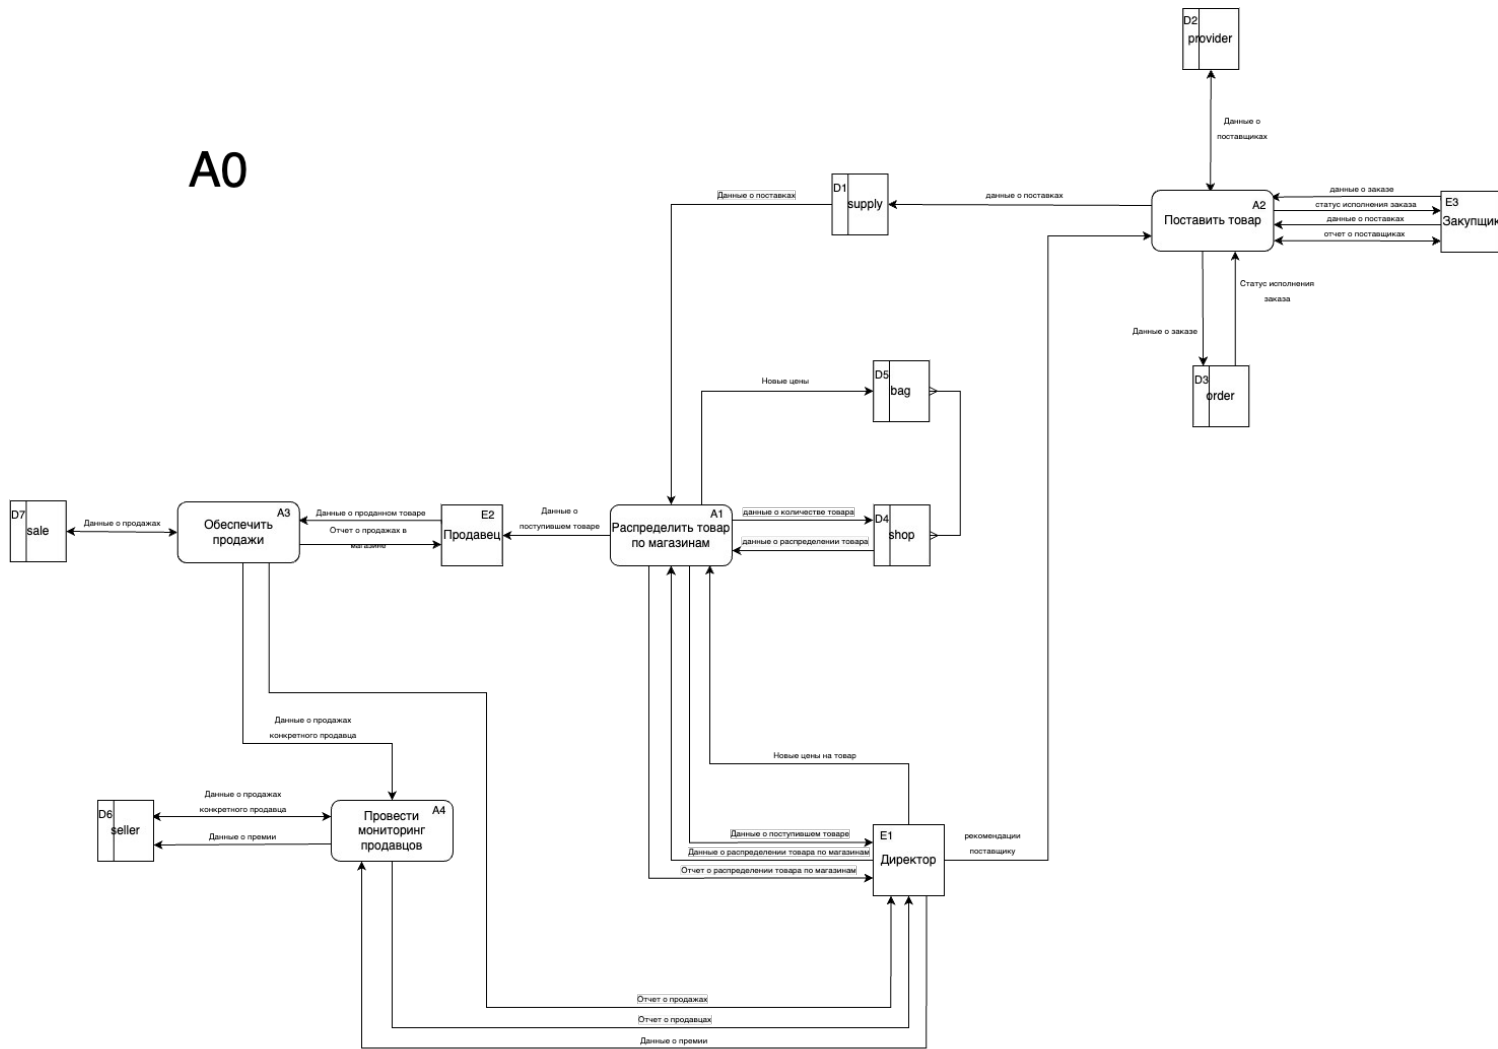 D2
provider
Данные о
поставщиках
A0
D1
supply
Данные о поставках
данные о поставках
A2
Поставить товар
данные о заказе
статус исполнения заказа
данные о поставках
отчет о поставщиках
E3
Закупщик
Статус исполнения
заказа
Данные о заказе
D3
order
Новые цены
D5
bag
D7
sale
Данные о продажах
A3
Обеспечить
продажи
Данные о проданном товаре
Отчет о продажах в
магазине
E2
Продавец
Данные о
поступившем товаре
A1
Распределить товар
по магазинам
данные о количестве товара
данные о распределении товара
D4
shop
Данные о продажах
конкретного продавца
Новые цены на товар
D6
seller
Данные о продажах
конкретного продавца
Данные о премии
A4
Провести
мониторинг
продавцов
Данные о поступившем товаре
Данные о распределении товара по магазинам
Отчет о распределении товара по магазинам
E1
Директор
рекомендации
поставщику
Отчет о продажах
Отчет о продавцах
Данные о премии